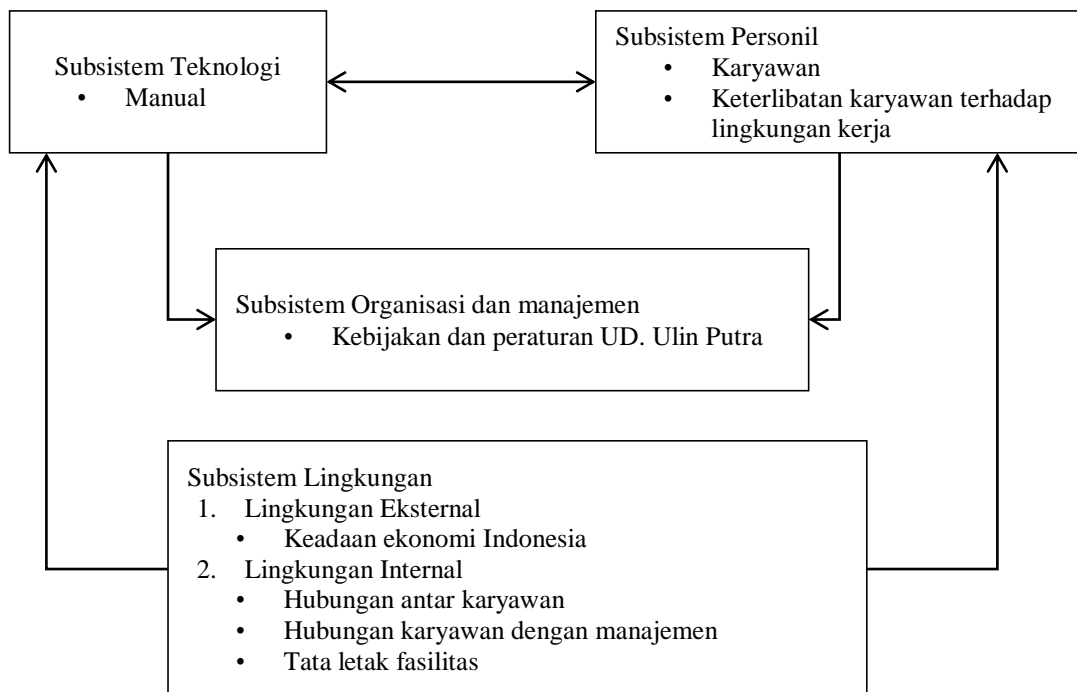 Subsistem Teknologi
• Manual
Subsistem Personil
• Karyawan
• Keterlibatan karyawan terhadap
lingkungan kerja
Subsistem Organisasi dan manajemen
• Kebijakan dan peraturan UD. Ulin Putra
Subsistem Lingkungan
1. Lingkungan Eksternal
• Keadaan ekonomi Indonesia
2. Lingkungan Internal
• Hubungan antar karyawan
• Hubungan karyawan dengan manajemen
• Tata letak fasilitas